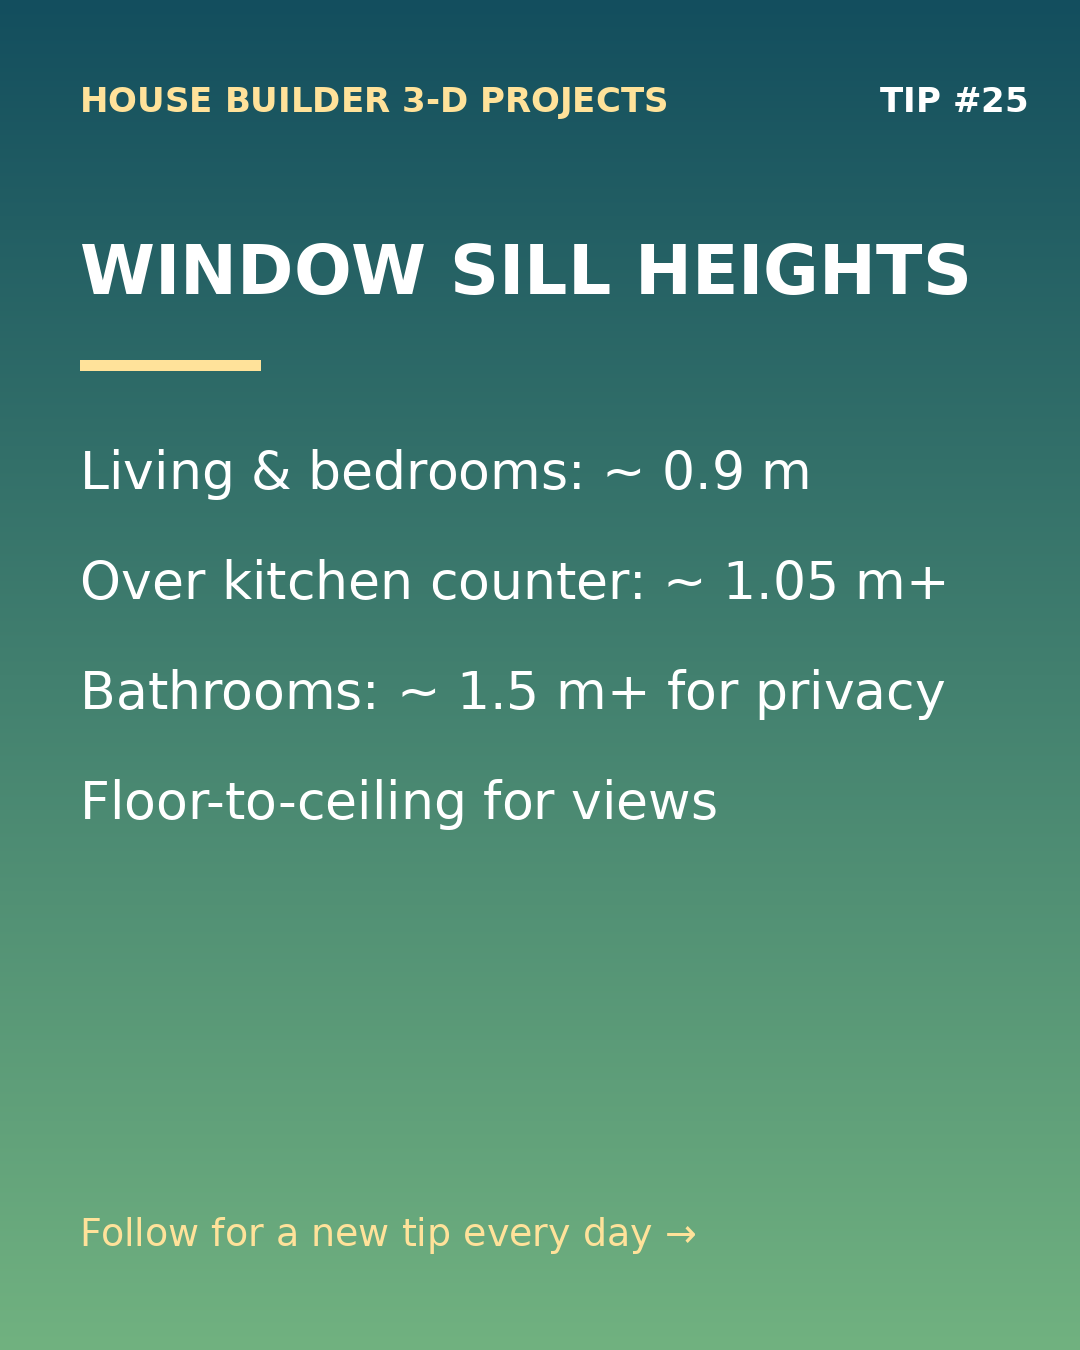 HOUSE BUILDER 3-D PROJECTS
TIP #25
WINDOW SILL HEIGHTS
Living & bedrooms: ~ 0.9 m
Over kitchen counter: ~ 1.05 m+
Bathrooms: ~ 1.5 m+ for privacy
Floor-to-ceiling for views
Follow for a new tip every day →